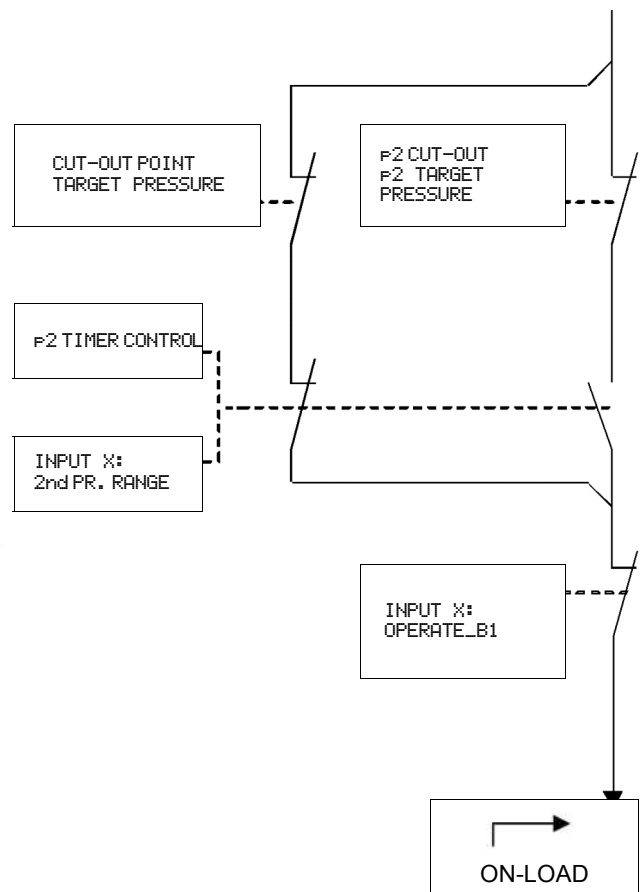 CUT-OUT POINT
TARGET PRESSURE
p2 CUT-OUT
p2 TARGET
PRESSURE
p2 TIMER CONTROL
INPUT X:
2nd PR. RANGE
INPUT X:
OPERATE_B1
ON-LOAD